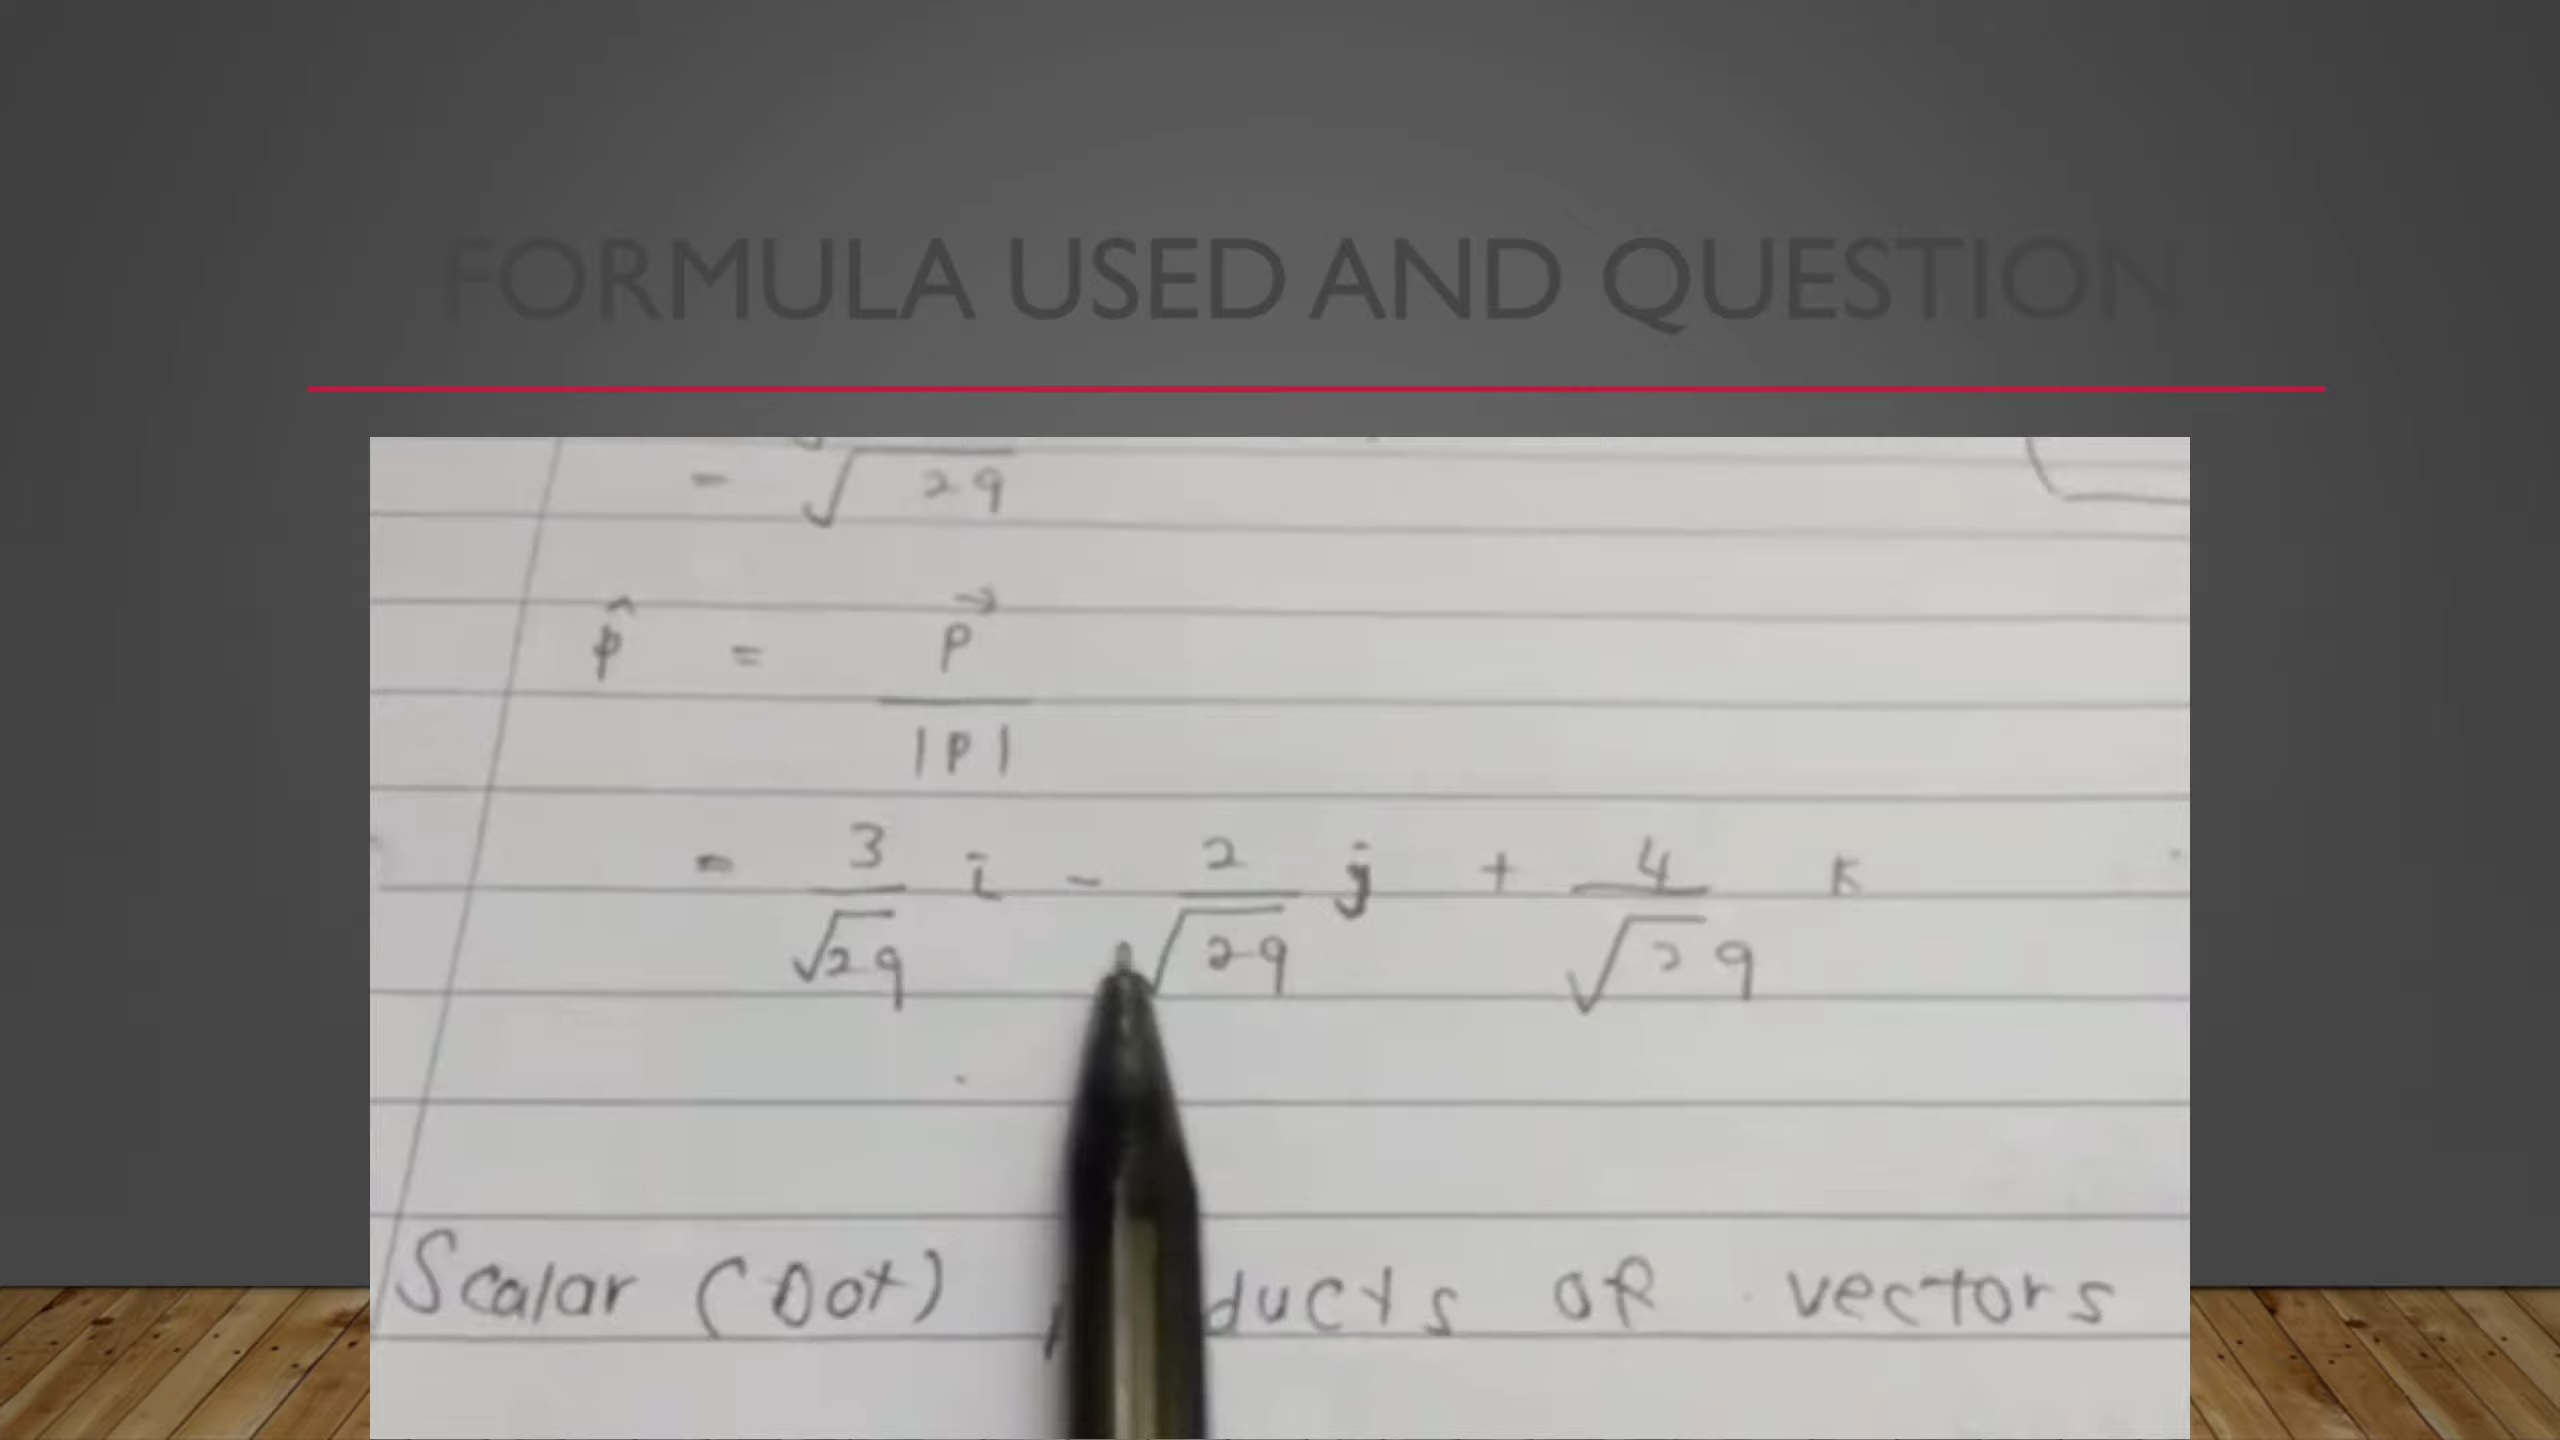 FORMULA USED AND QUESTION
= √29
p̂ = p⃗ / |P|
= 3/√29 i - 2/√29 j + 4/√29 k
Scalar (Dot) ducts of vectors